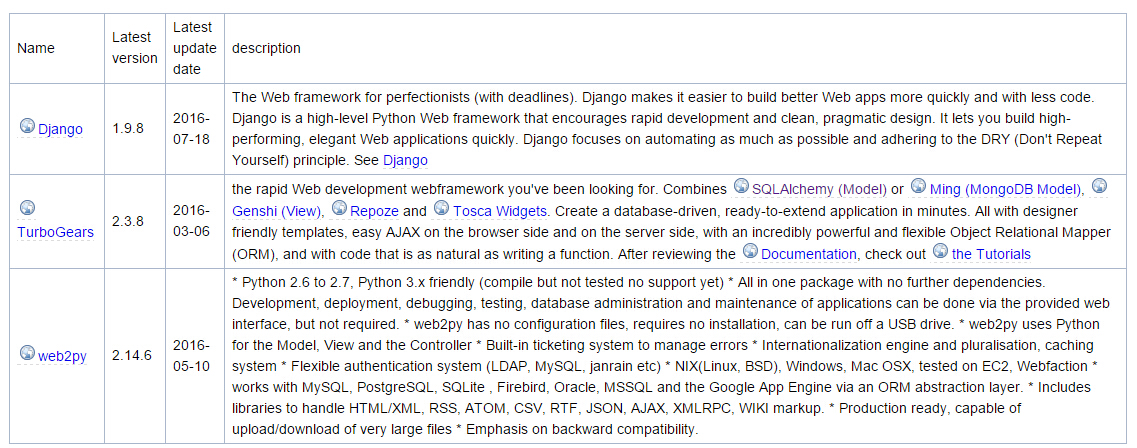 Name
Latest
version
Latest
update
date
description
Django
1.9.8
2016-
07-18
The Web framework for perfectionists (with deadlines). Django makes it easier to build better Web apps more quickly and with less code.
Django is a high-level Python Web framework that encourages rapid development and clean, pragmatic design. It lets you build high-
performing, elegant Web applications quickly. Django focuses on automating as much as possible and adhering to the DRY (Don't Repeat
Yourself) principle. See Django
TurboGears
2.3.8
2016-
03-06
the rapid Web development webframework you've been looking for. Combines SQLAlchemy (Model) or Ming (MongoDB Model),
Genshi (View), Repoze and Tosca Widgets. Create a database-driven, ready-to-extend application in minutes. All with designer
friendly templates, easy AJAX on the browser side and on the server side, with an incredibly powerful and flexible Object Relational Mapper
(ORM), and with code that is as natural as writing a function. After reviewing the Documentation, check out the Tutorials
web2py
2.14.6
2016-
05-10
* Python 2.6 to 2.7, Python 3.x friendly (compile but not tested no support yet) * All in one package with no further dependencies.
Development, deployment, debugging, testing, database administration and maintenance of applications can be done via the provided web
interface, but not required. * web2py has no configuration files, requires no installation, can be run off a USB drive. * web2py uses Python
for the Model, View and the Controller * Built-in ticketing system to manage errors * Internationalization engine and pluralisation, caching
system * Flexible authentication system (LDAP, MySQL, janrain etc) * NIX(Linux, BSD), Windows, Mac OSX, tested on EC2, Webfaction *
works with MySQL, PostgreSQL, SQLite , Firebird, Oracle, MSSQL and the Google App Engine via an ORM abstraction layer. * Includes
libraries to handle HTML/XML, RSS, ATOM, CSV, RTF, JSON, AJAX, XMLRPC, WIKI markup. * Production ready, capable of
upload/download of very large files * Emphasis on backward compatibility.